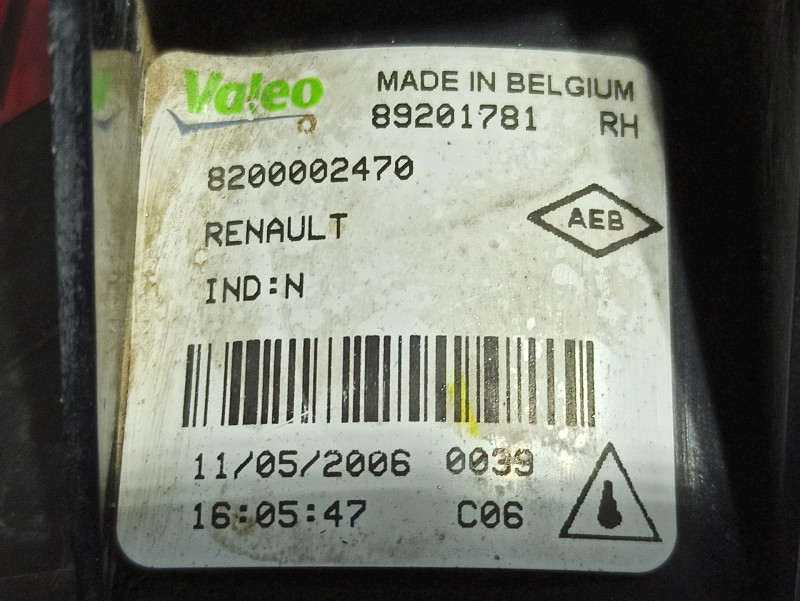 Valeo
MADE IN BELGIUM
89201781 RH
8200002470
RENAULT
AEB
IND:N
11/05/2006 0039
16:05:47 C06